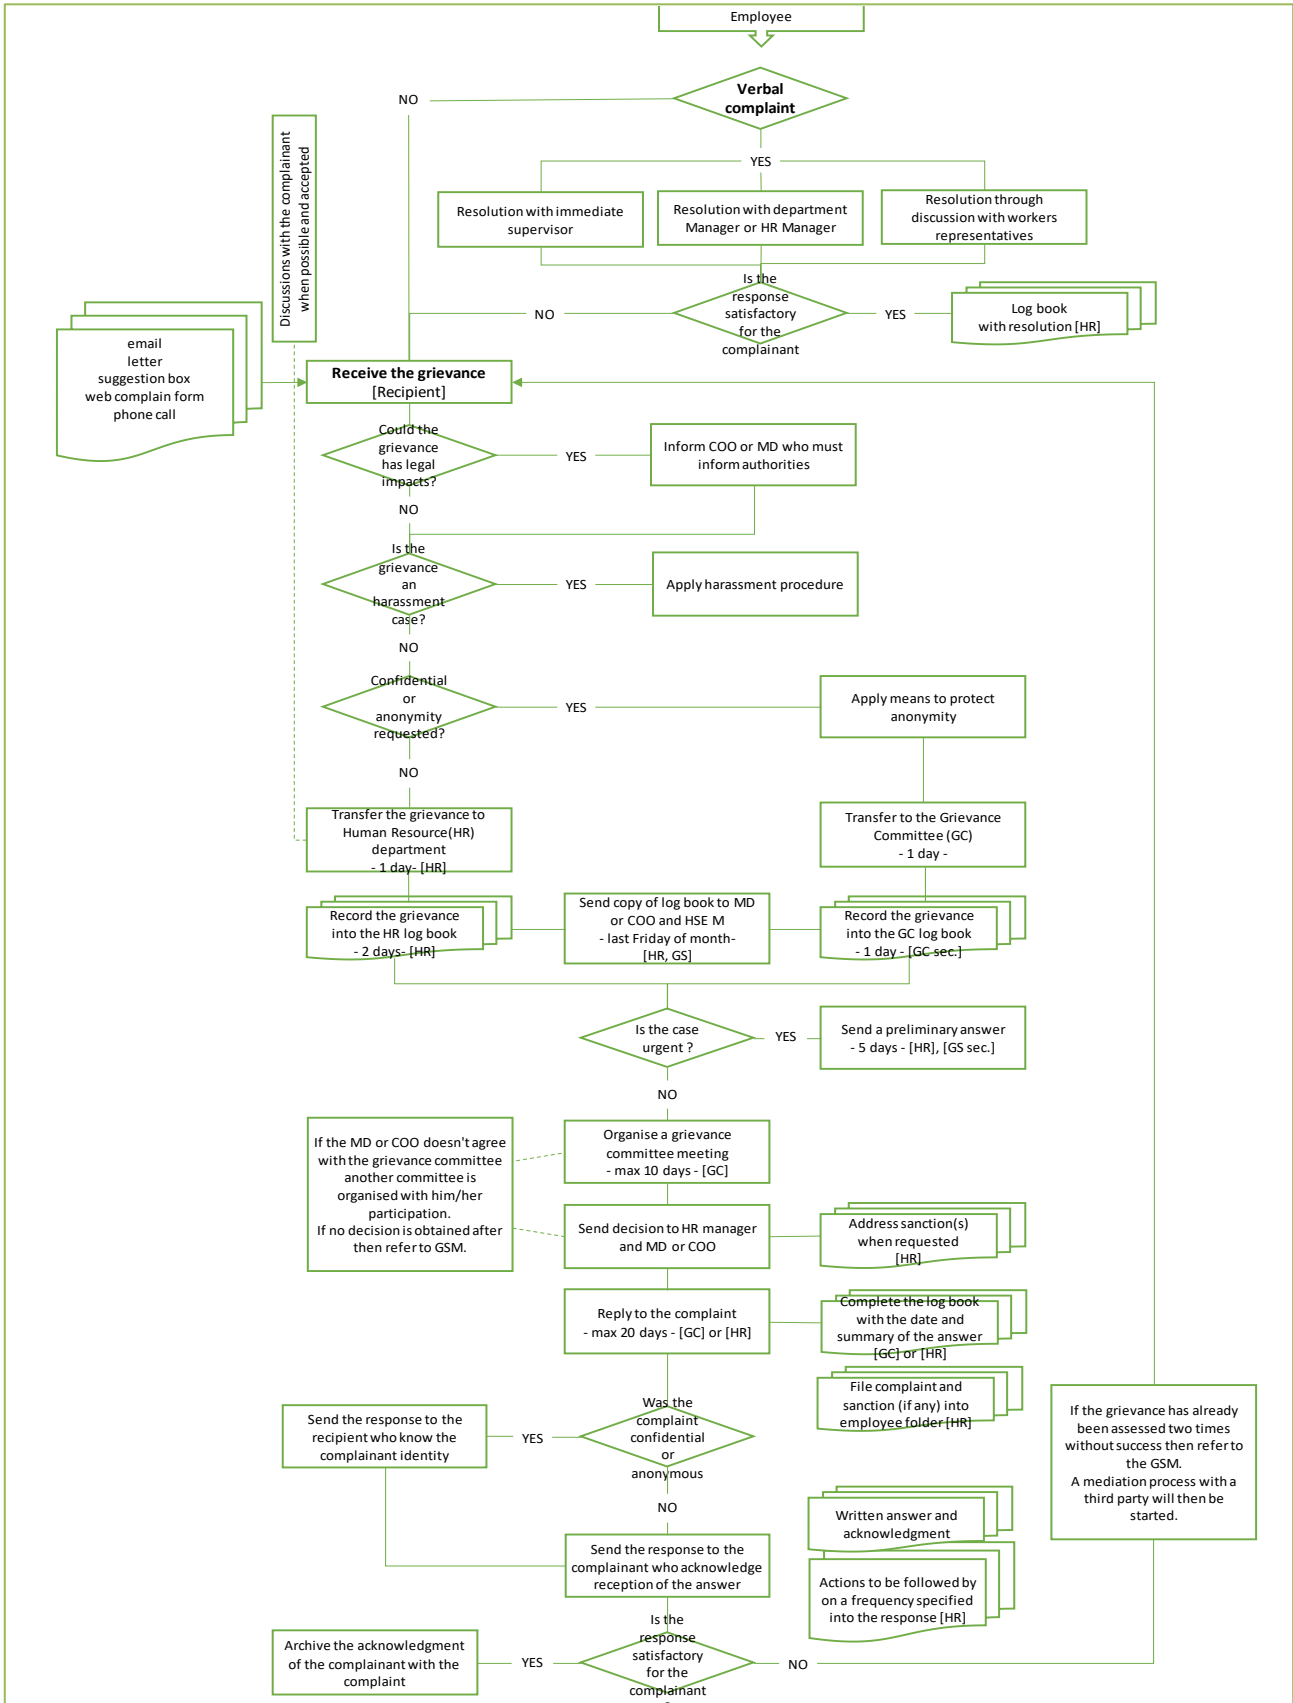 Employee
Verbal
complaint
NO
YES
Discussions with the complainant
when possible and accepted
Resolution with immediate
supervisor
Resolution with department
Manager or HR Manager
Resolution through
discussion with workers
representatives
Is the
response
satisfactory
for the
complainant
NO
YES
Log book
with resolution [HR]
email
letter
suggestion box
web complain form
phone call
Receive the grievance
[Recipient]
Could the
grievance
has legal
impacts?
YES
Inform COO or MD who must
inform authorities
NO
Is the
grievance
an
harassment
case?
YES
Apply harassment procedure
NO
Confidential
or
anonymity
requested?
YES
Apply means to protect
anonymity
NO
Transfer the grievance to
Human Resource(HR)
department
- 1 day- [HR]
Transfer to the Grievance
Committee (GC)
- 1 day -
Record the grievance
into the HR log book
- 2 days- [HR]
Send copy of log book to MD
or COO and HSE M
- last Friday of month-
[HR, GS]
Record the grievance
into the GC log book
- 1 day - [GC sec.]
Is the case
urgent ?
YES
Send a preliminary answer
- 5 days - [HR], [GS sec.]
NO
If the MD or COO doesn't agree
with the grievance committee
another committee is
organised with him/her
participation.
If no decision is obtained after
then refer to GSM.
Organise a grievance
committee meeting
- max 10 days - [GC]
Send decision to HR manager
and MD or COO
Address sanction(s)
when requested
[HR]
Reply to the complaint
- max 20 days - [GC] or [HR]
Complete the log book
with the date and
summary of the answer
[GC] or [HR]
File complaint and
sanction (if any) into
employee folder [HR]
Was the
complaint
confidential
or
anonymous
YES
Send the response to the
recipient who know the
complainant identity
NO
If the grievance has already
been assessed two times
without success then refer to
the GSM.
A mediation process with a
third party will then be
started.
Written answer and
acknowledgment
Send the response to the
complainant who acknowledge
reception of the answer
Actions to be followed by
on a frequency specified
into the response [HR]
Is the
response
satisfactory
for the
complainant
YES
NO
Archive the acknowledgment
of the complainant with the
complaint